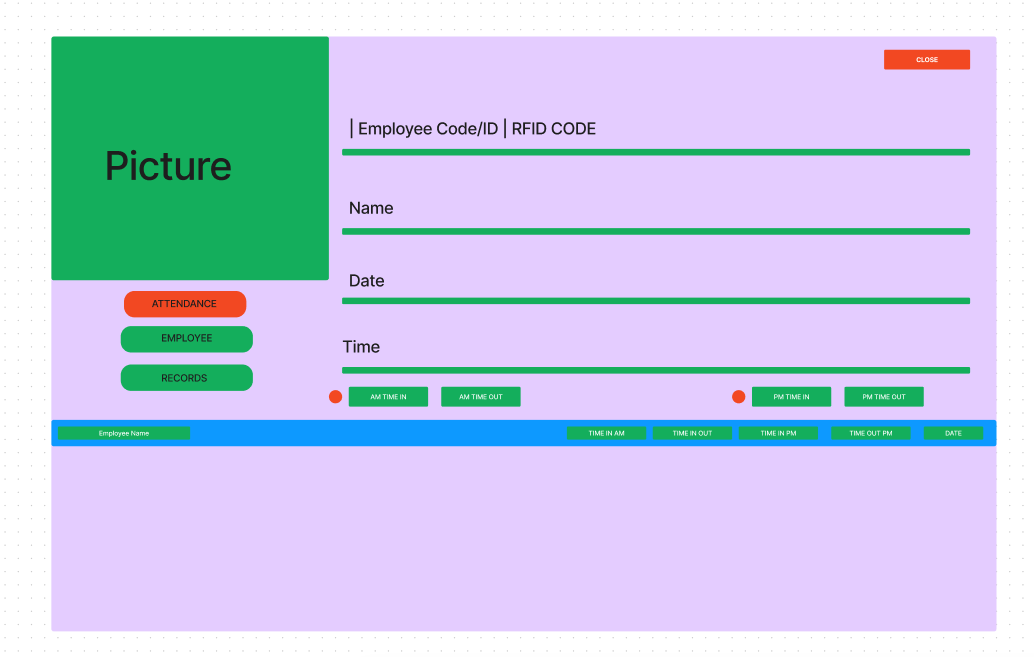 CLOSE
| Employee Code/ID | RFID CODE
Picture
Name
Date
ATTENDANCE
EMPLOYEE
Time
RECORDS
AM TIME IN
AM TIME OUT
PM TIME IN
PM TIME OUT
Employee Name
TIME IN AM
TIME IN OUT
TIME IN PM
TIME OUT PM
DATE